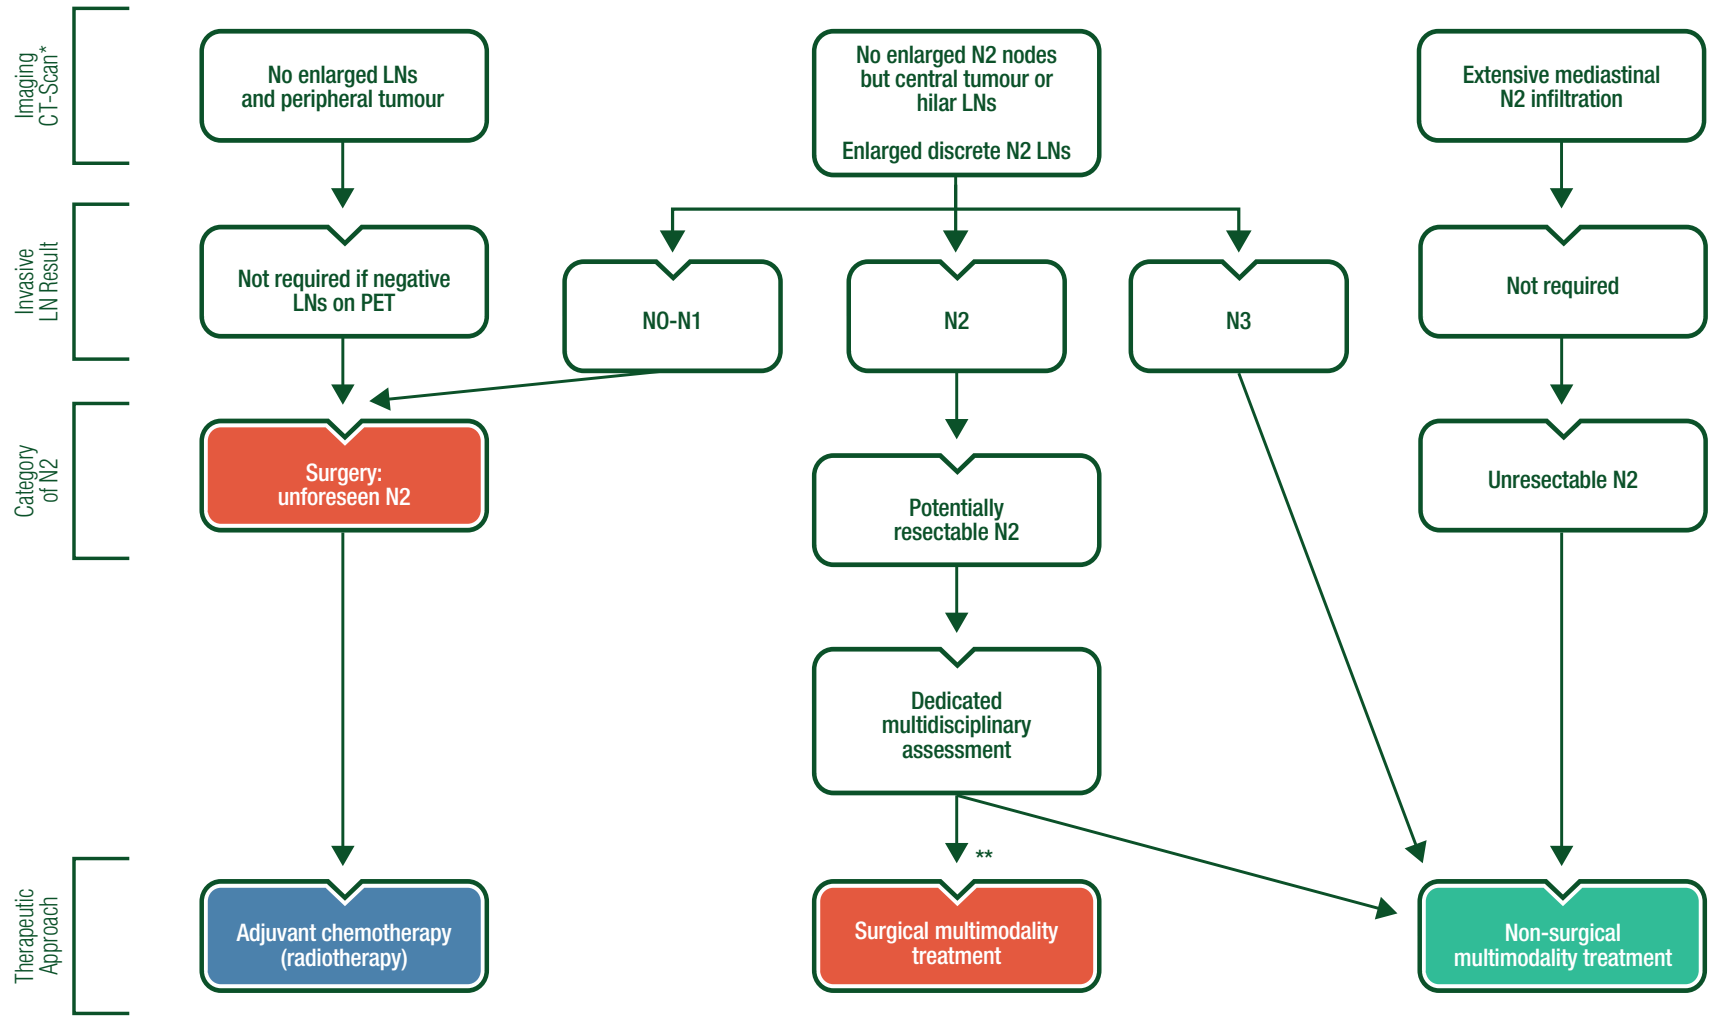 Imaging
CT-Scan*
No enlarged LNs
and peripheral tumour
No enlarged N2 nodes
but central tumour or
hilar LNs
Enlarged discrete N2 LNs
Extensive mediastinal
N2 infiltration
Invasive
LN Result
Not required if negative
LNs on PET
NO-N1
N2
N3
Not required
Category
of N2
Surgery:
unforeseen N2
Potentially
resectable N2
Unresectable N2
Dedicated
multidisciplinary
assessment
**
Therapeutic
Approach
Adjuvant chemotherapy
(radiotherapy)
Surgical multimodality
treatment
Non-surgical
multimodality treatment